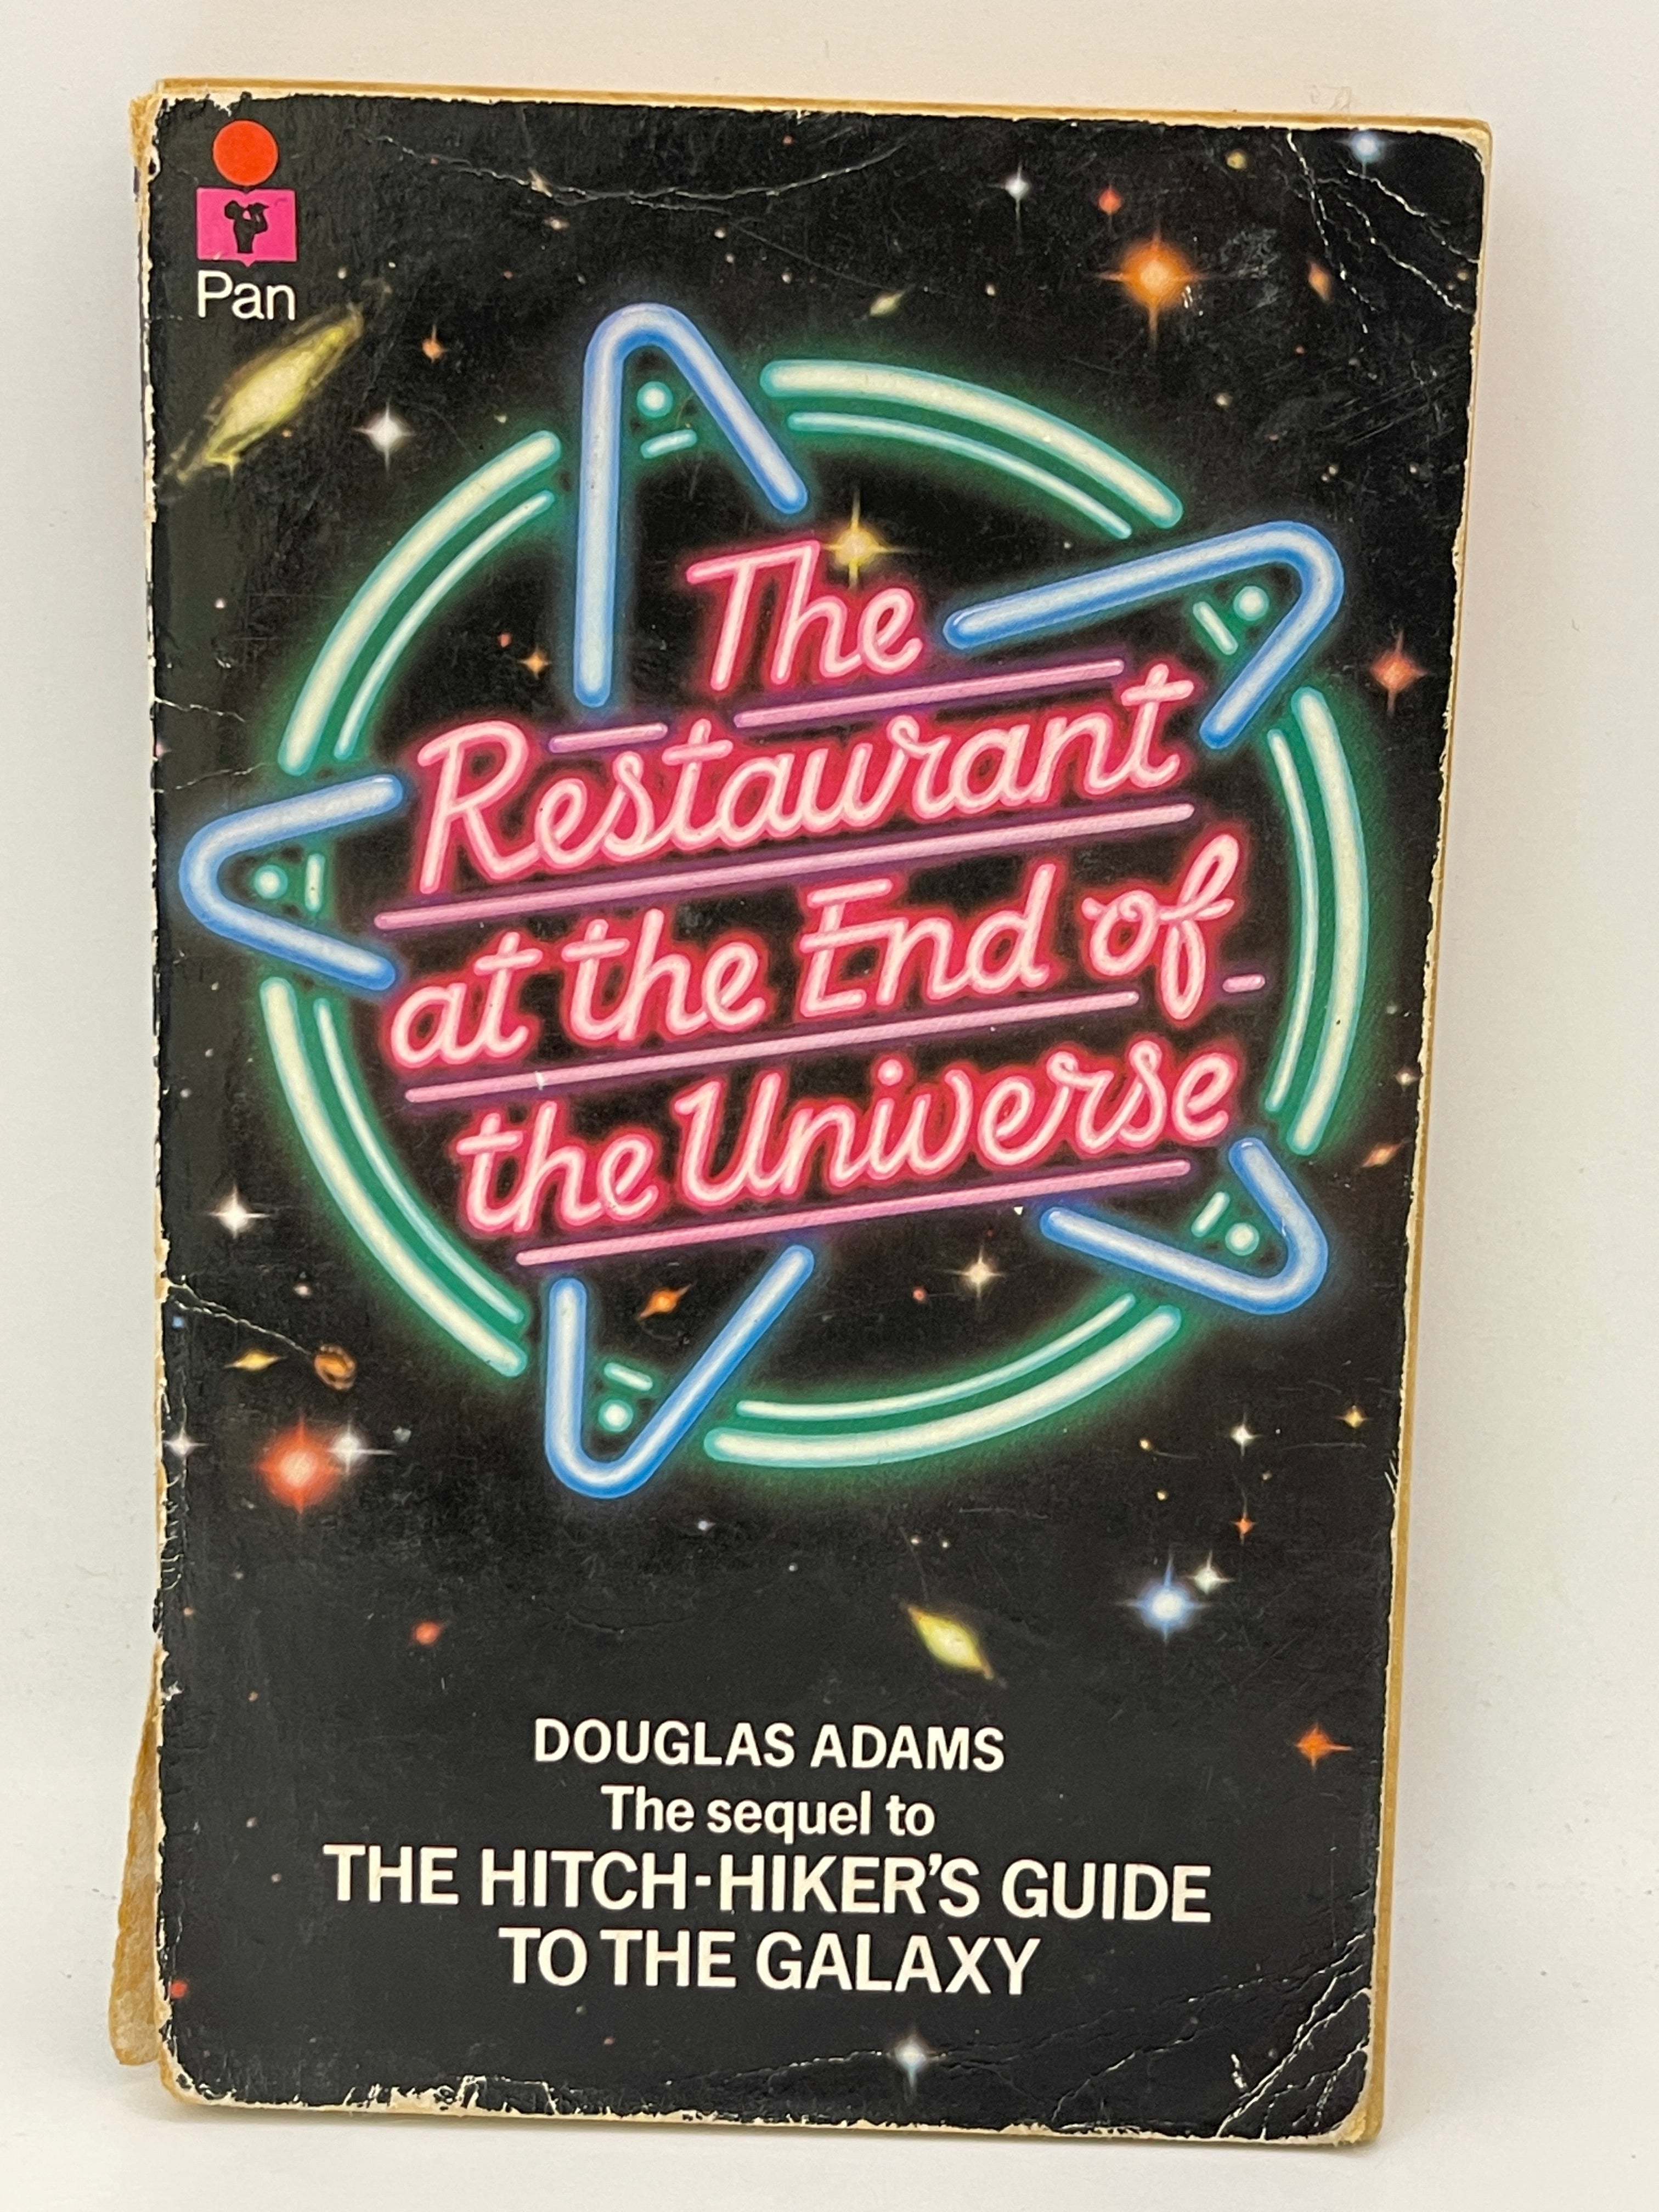 Pan
The
Restaurant
at the End of
the Universe
DOUGLAS ADAMS
The sequel to
THE HITCH-HIKER'S GUIDE
TO THE GALAXY